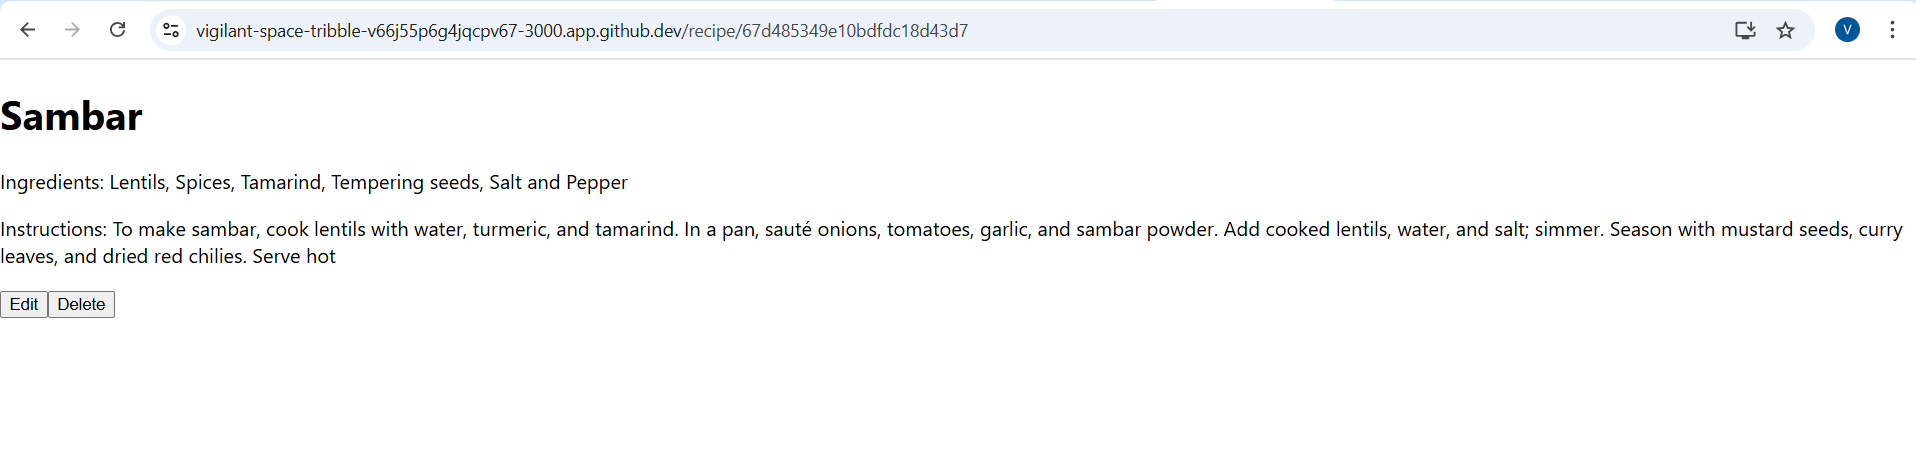 vigilant-space-tribble-v66j55p6g4jqcpv67-3000.app.github.dev/recipe/67d485349e10bdfdc18d43d7
V
Sambar
Ingredients: Lentils, Spices, Tamarind, Tempering seeds, Salt and Pepper
Instructions: To make sambar, cook lentils with water, turmeric, and tamarind. In a pan, sauté onions, tomatoes, garlic, and sambar powder. Add cooked lentils, water, and salt; simmer. Season with mustard seeds, curry
leaves, and dried red chilies. Serve hot
Edit Delete